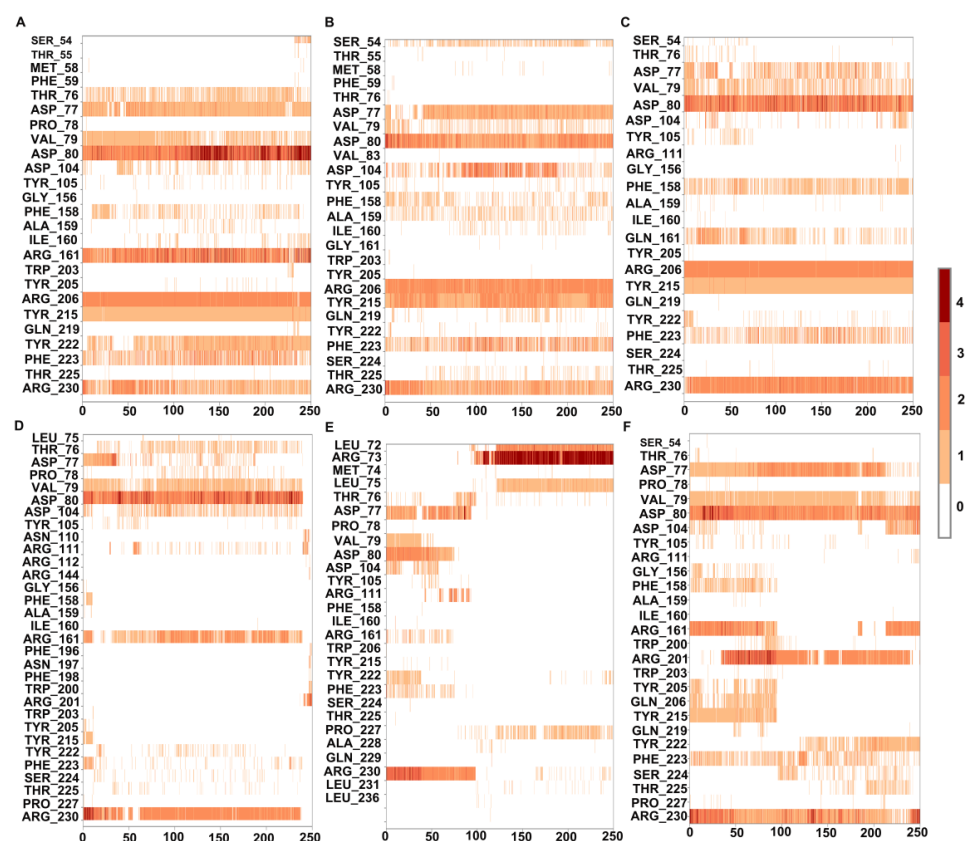 A
SER_54
THR_55
MET_58
PHE_59
THR_76
ASP_77
PRO_78
VAL_79
ASP_80
ASP_104
TYR_105
GLY_166
PHE_158
ALA_159
ILE_160
ARG_161
TRP_203
TYR_205
ARG_206
TYR_215
GLN_219
TYR_222
PHE_223
THR_225
ARG_230
0 50 100 150 200 250
B
SER_54
THR_55
MET_58
PHE_59
THR_76
ASP_77
VAL_79
ASP_80
VAL_83
ASP_104
TYR_105
PHE_158
ALA_159
ILE_160
GLY_161
TRP_203
TYR_205
ARG_206
TYR_215
GLN_219
TYR_222
PHE_223
SER_224
THR_225
ARG_230
0 50 100 150 200 250
C
SER_54
THR_76
ASP_77
VAL_79
ASP_80
ASP_104
TYR_105
ARG_111
GLY_156
PHE_158
ALA_159
ILE_160
GLN_161
TYR_205
ARG_206
TYR_215
GLN_219
TYR_222
PHE_223
SER_224
THR_225
ARG_230
0 50 100 150 200 250
4
3
2
1
0
D
LEU_75
THR_76
ASP_77
PRO_78
VAL_79
ASP_80
ASP_104
TYR_105
ASN_110
ARG_111
ARG_112
ARG_144
GLY_156
PHE_158
ALA_159
ILE_160
ARG_161
PHE_196
ASN_197
PHE_198
TRP_200
ARG_201
TRP_203
TYR_205
TYR_215
TYR_222
PHE_223
SER_224
THR_225
PRO_227
ARG_230
0 50 100 150 200 250
E
LEU_72
ARG_73
MET_74
LEU_75
THR_76
ASP_77
PRO_78
VAL_79
ASP_80
ASP_104
TYR_105
ARG_111
PHE_158
ILE_160
ARG_161
TRP_206
TYR_215
TYR_222
PHE_223
SER_224
THR_225
PRO_227
ALA_228
GLN_229
ARG_230
LEU_231
LEU_236
0 50 100 150 200 250
F
SER_54
THR_76
ASP_77
PRO_78
VAL_79
ASP_80
ASP_104
TYR_105
ARG_111
GLY_156
PHE_158
ALA_159
ILE_160
ARG_161
TRP_200
ARG_201
TRP_203
TYR_205
GLN_206
TYR_215
GLN_219
TYR_222
PHE_223
SER_224
THR_225
PRO_227
ARG_230
0 50 100 150 200 250